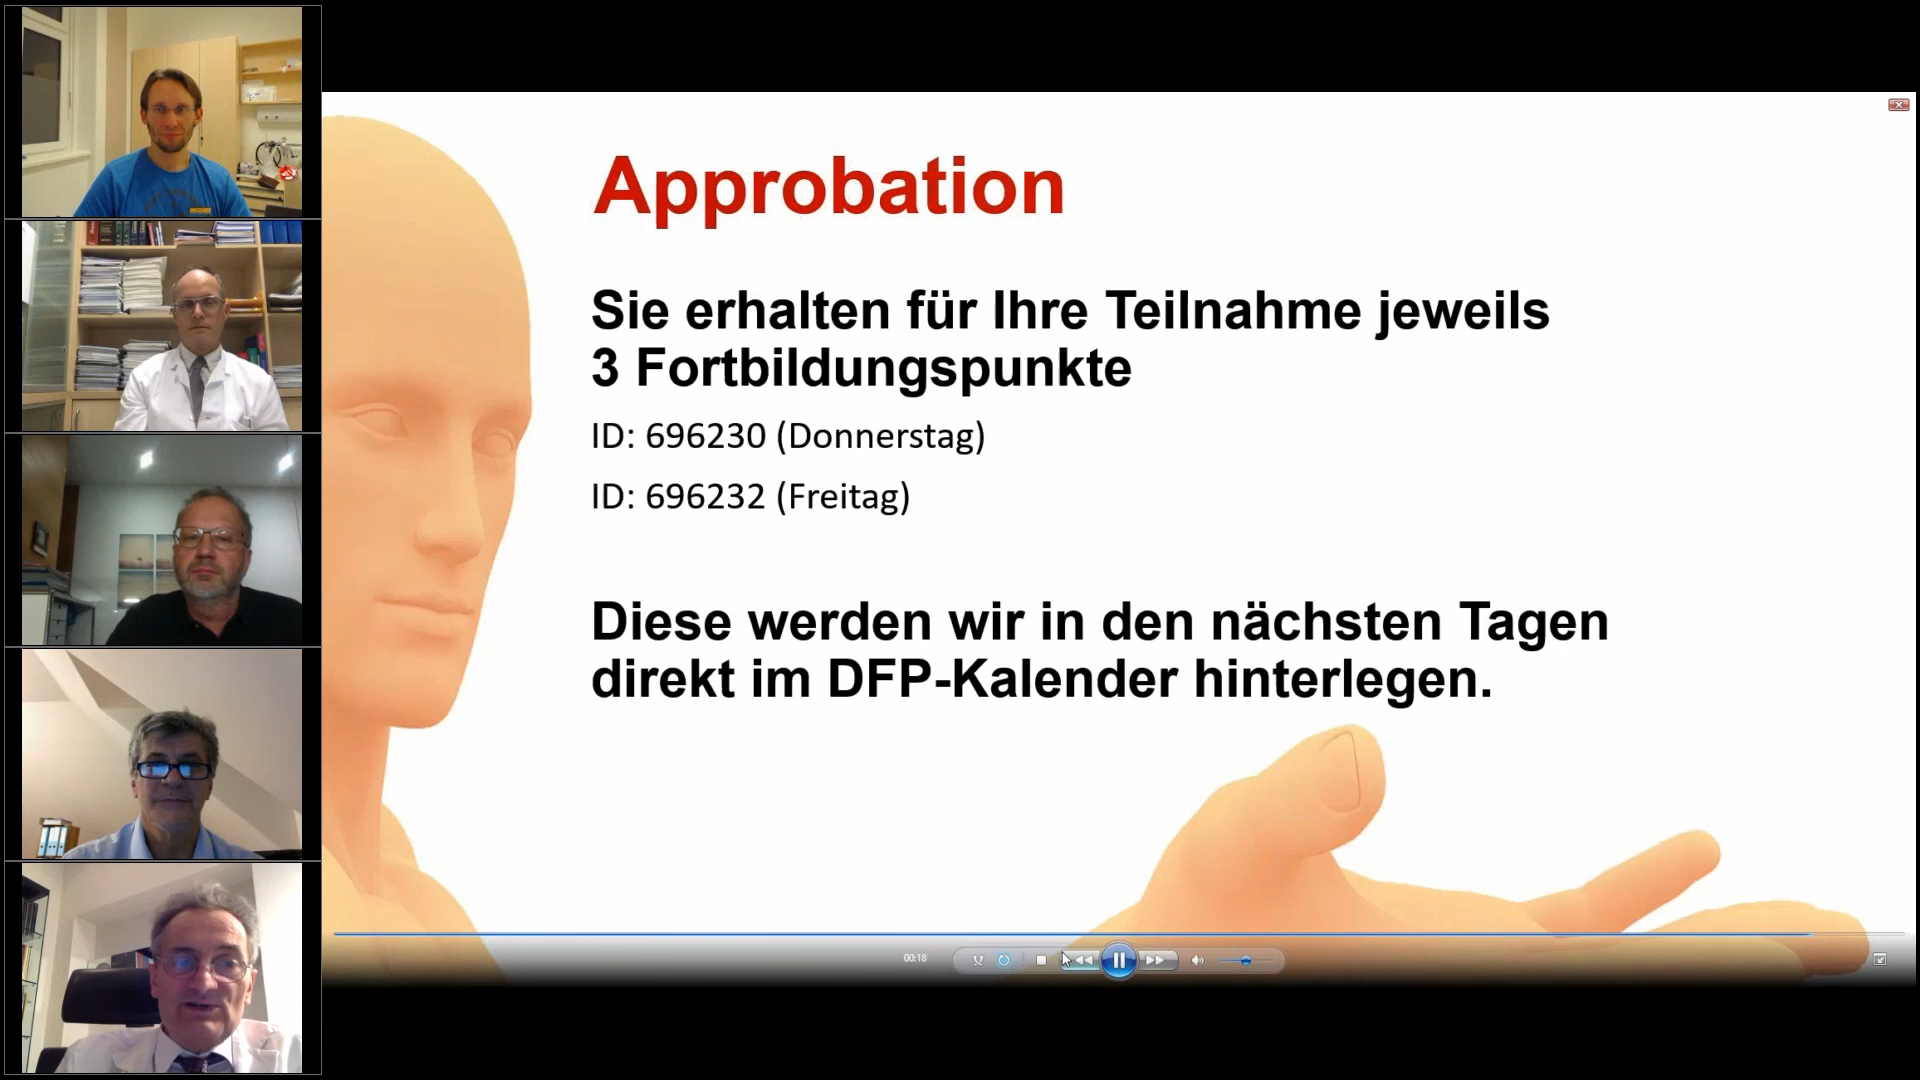 Approbation
Sie erhalten für Ihre Teilnahme jeweils
3 Fortbildungspunkte
ID: 696230 (Donnerstag)
ID: 696232 (Freitag)
Diese werden wir in den nächsten Tagen
direkt im DFP-Kalender hinterlegen.
00:18